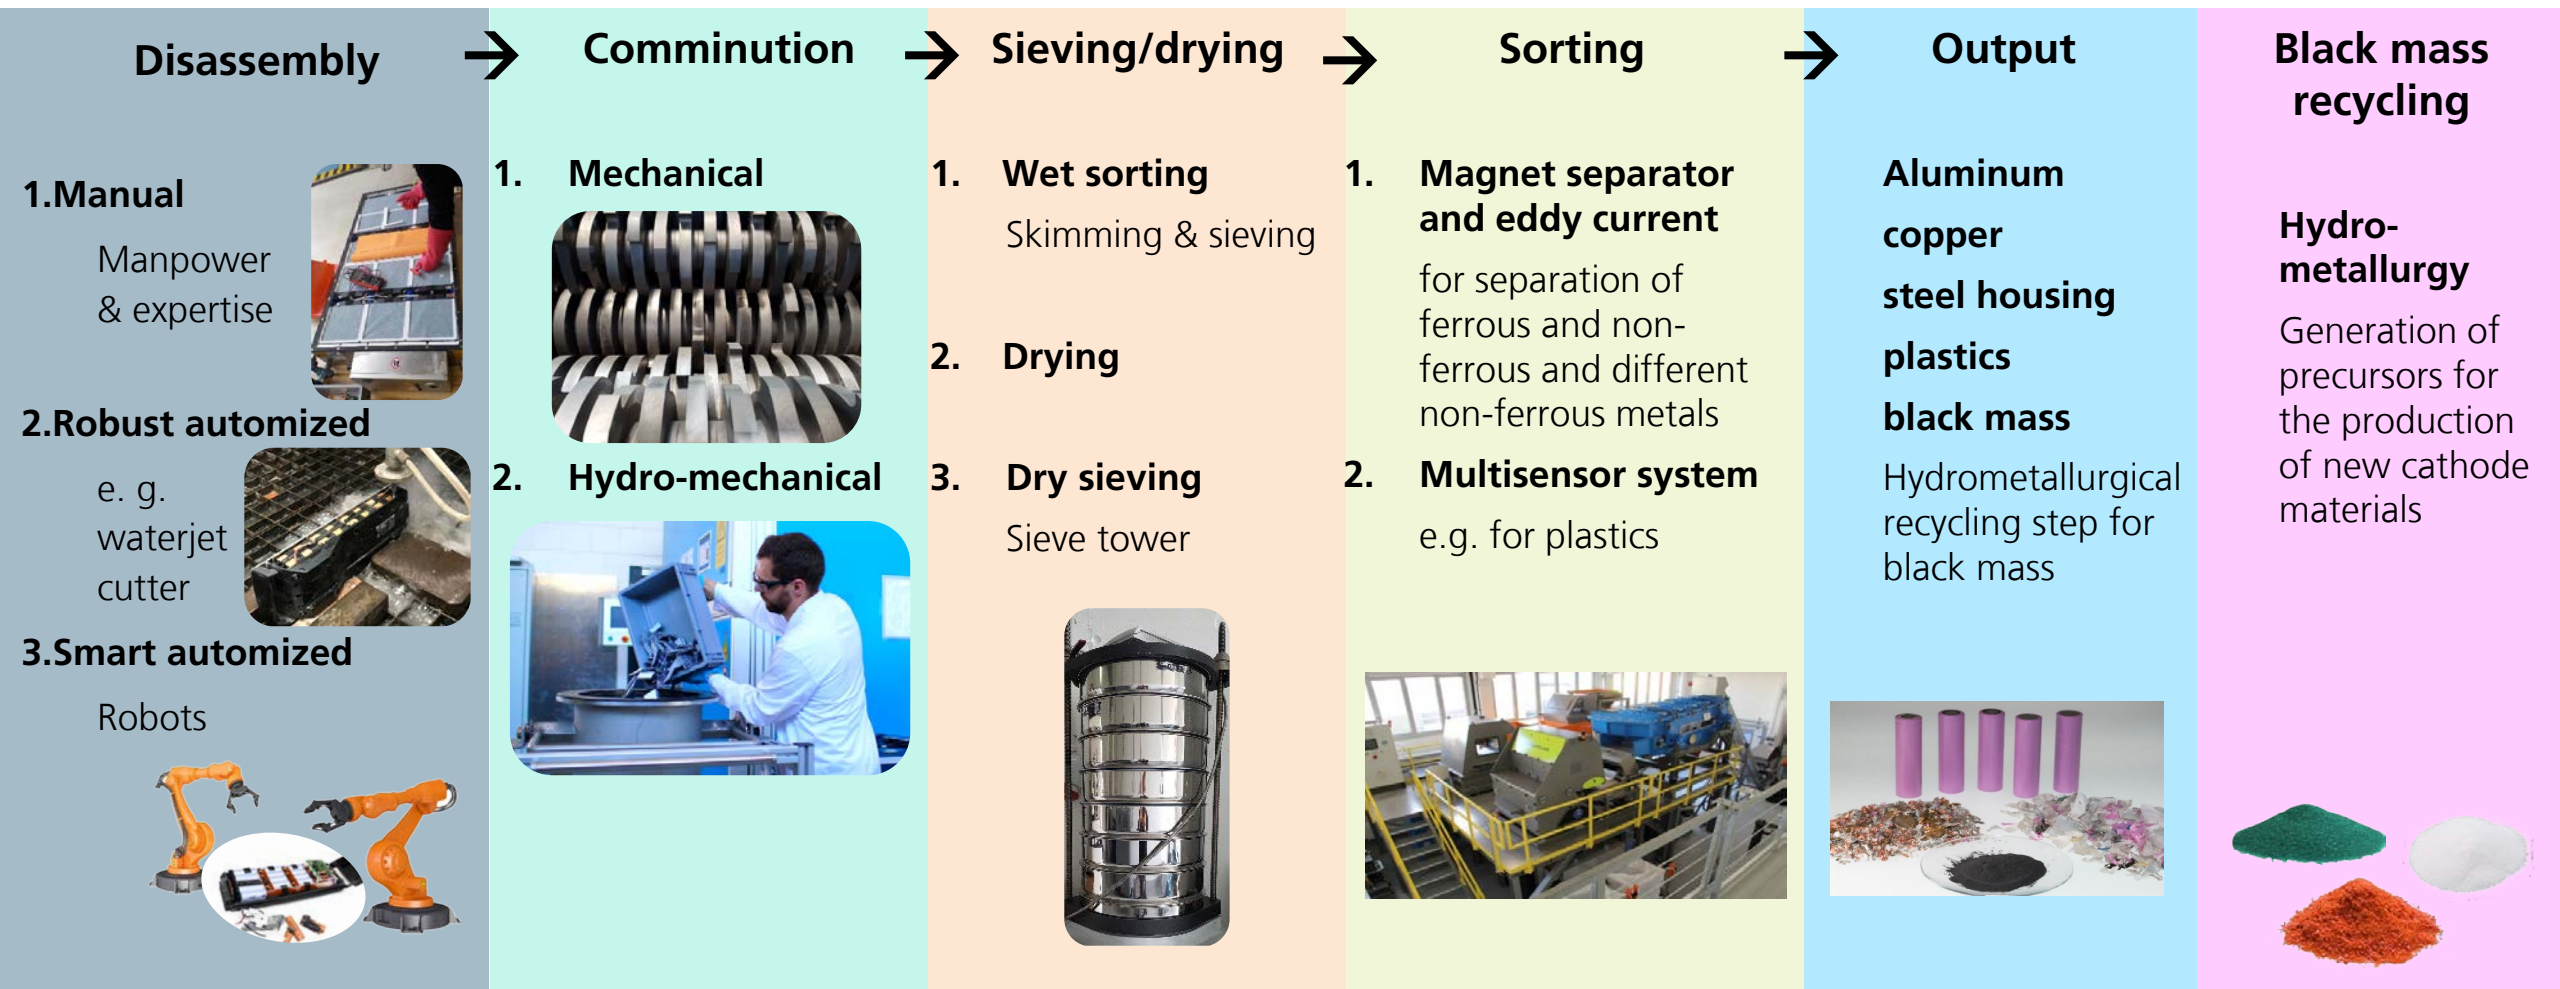 Disassembly
1.Manual
Manpower
& expertise
2.Robust automized
e. g.
waterjet
cutter
3.Smart automized
Robots
→
Comminution
1. Mechanical
2. Hydro-mechanical
→
Sieving/drying
1. Wet sorting
Skimming & sieving
2. Drying
3. Dry sieving
Sieve tower
→
Sorting
1. Magnet separator
and eddy current
for separation of
ferrous and non-
ferrous and different
non-ferrous metals
2. Multisensor system
e.g. for plastics
→
Output
Aluminum
copper
steel housing
plastics
black mass
Hydrometallurgical
recycling step for
black mass
Black mass
recycling
Hydro-
metallurgy
Generation of
precursors for
the production
of new cathode
materials